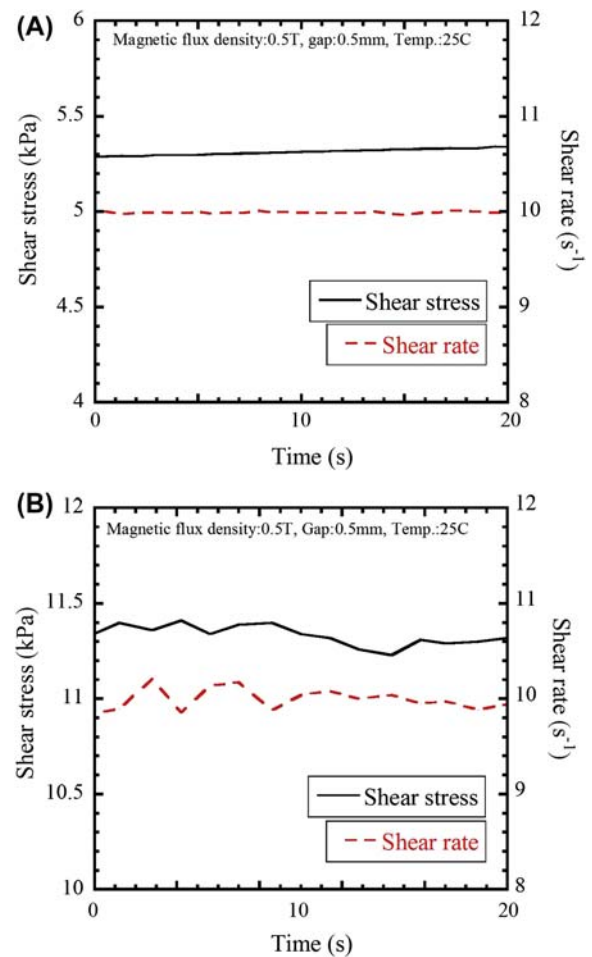 (A)
Magnetic flux density:0.5T, gap:0.5mm, Temp.:25C
6
5.5
5
4.5
4
Shear stress (kPa)
12
11
10
9
8
Shear rate (s-1)
Shear stress
Shear rate
0
10
20
Time (s)
(B)
Magnetic flux density:0.5T, Gap:0.5mm, Temp.:25C
12
11.5
11
10.5
10
Shear stress (kPa)
12
11
10
9
8
Shear rate (s-1)
Shear stress
Shear rate
0
10
20
Time (s)